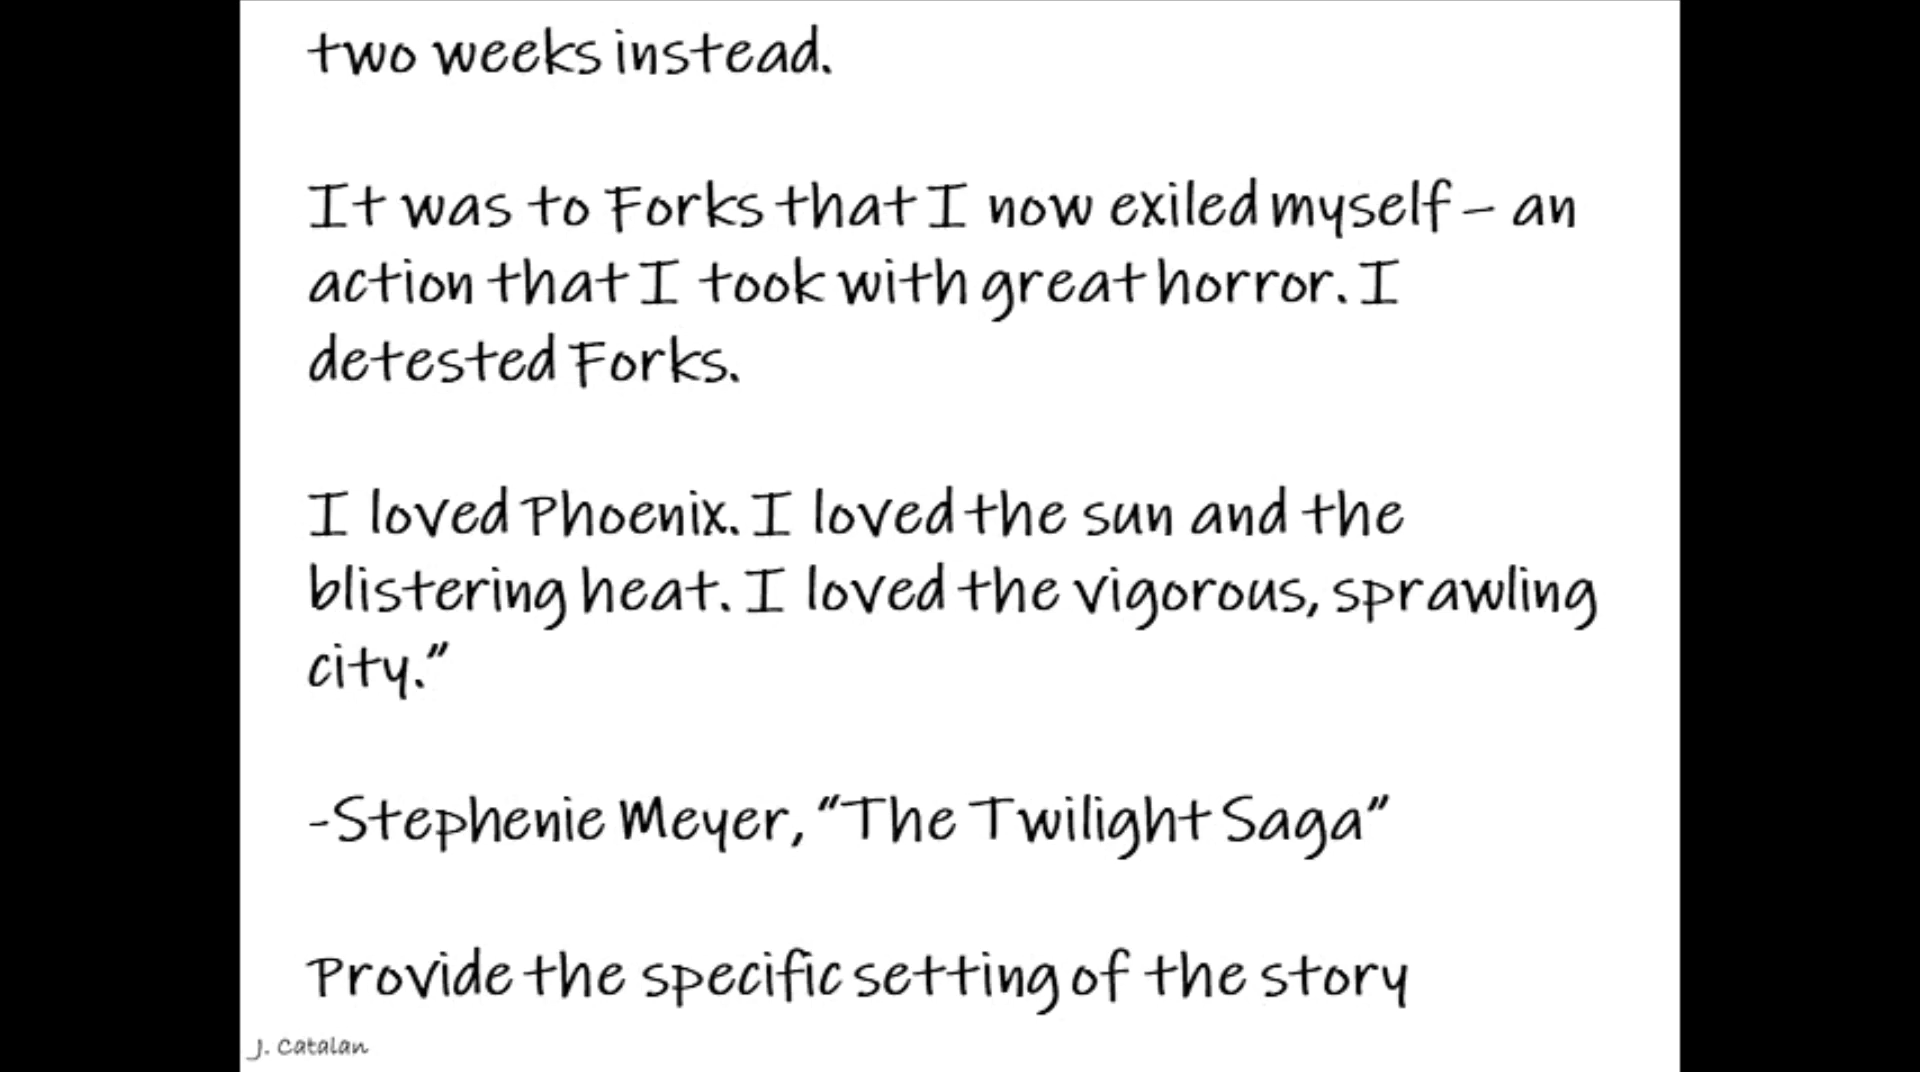 two weeks instead.
It was to Forks that I now exiled myself – an
action that I took with great horror. I
detested Forks.
I loved Phoenix. I loved the sun and the
blistering heat. I loved the vigorous, sprawling
city.”
-Stephenie Meyer, “The Twilight Saga”
Provide the specific setting of the story
J. Catalan